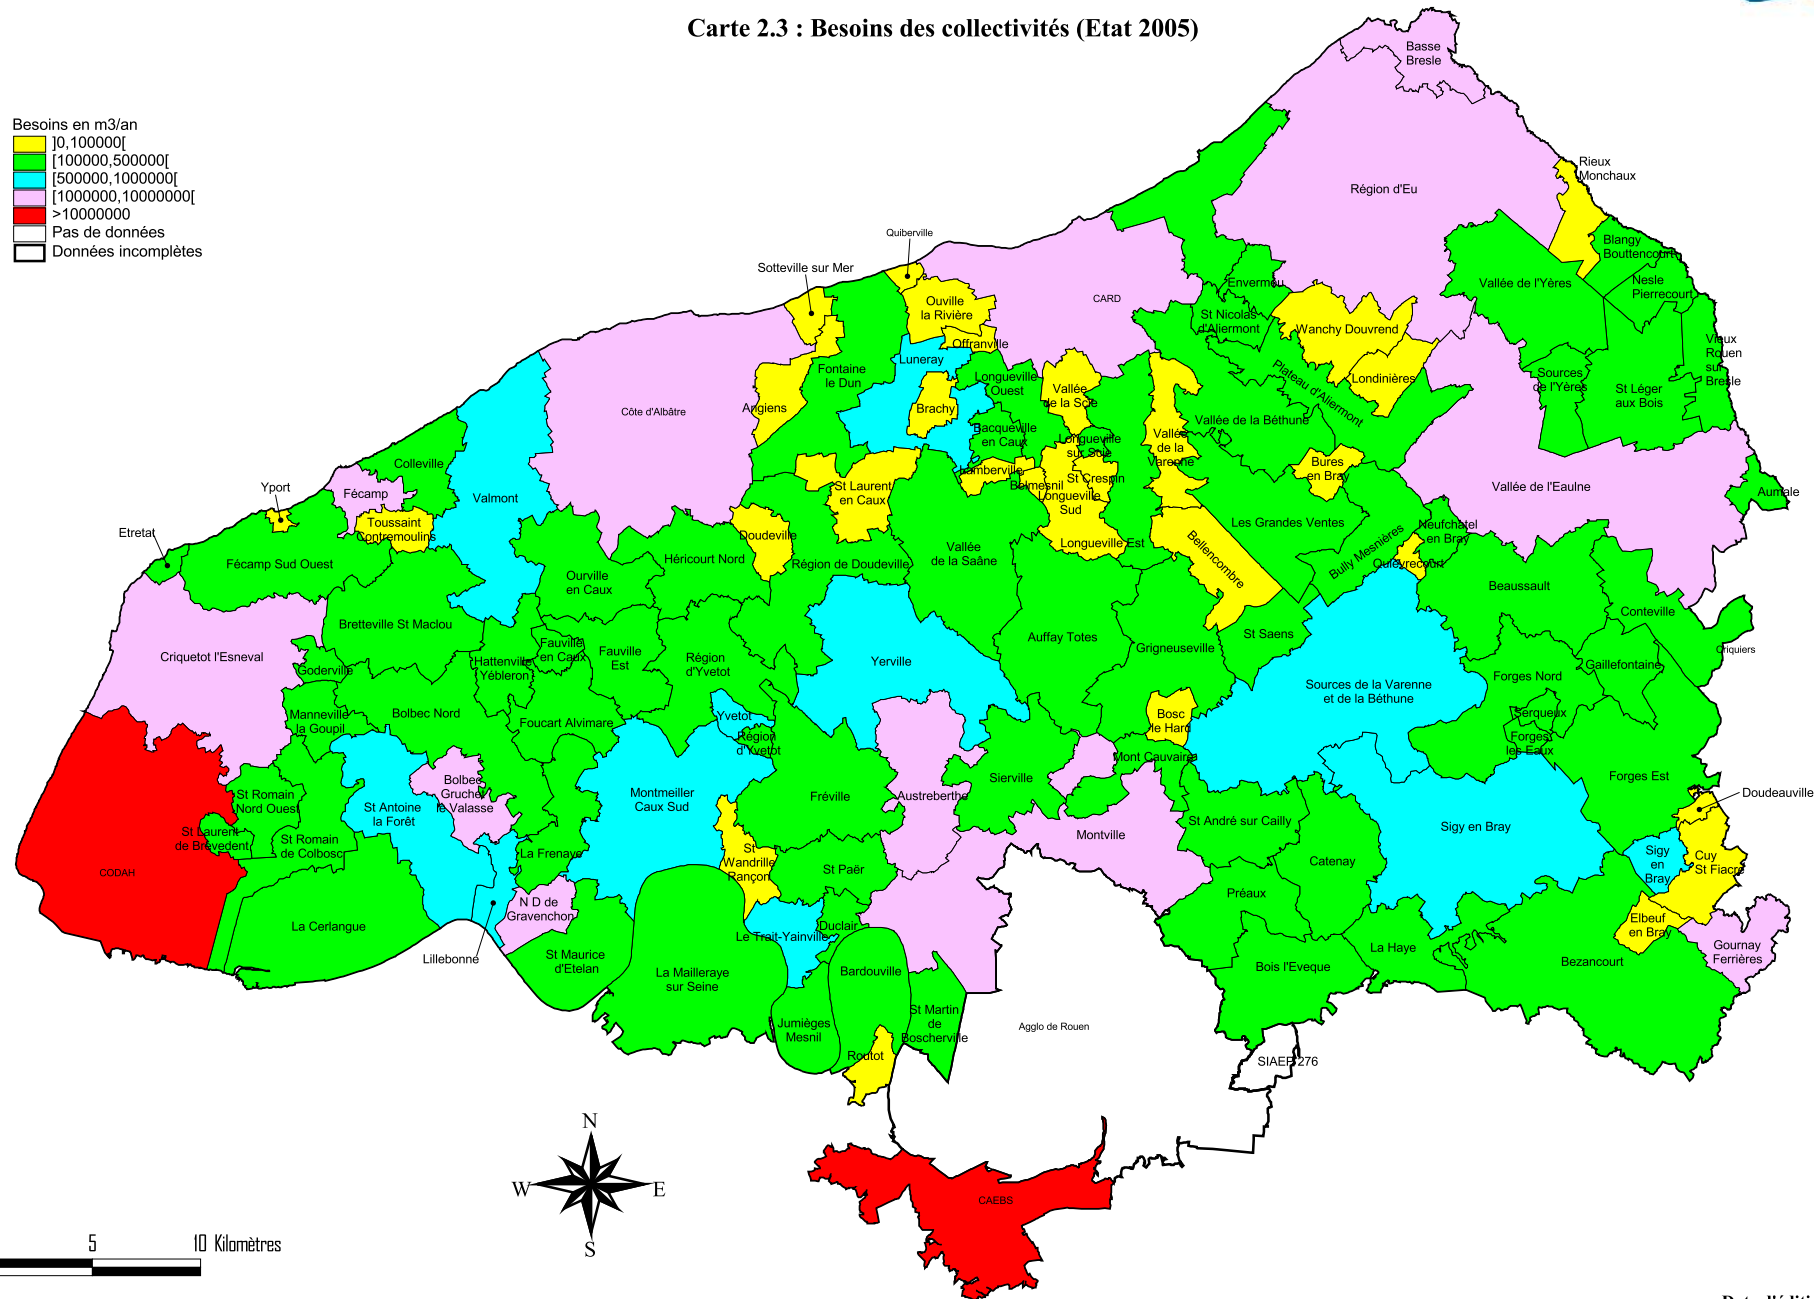 Carte 2.3 : Besoins des collectivités (Etat 2005)
Besoins en m3/an
]0,100000[
[100000,500000[
[500000,1000000[
[1000000,10000000[
>10000000
Pas de données
Données incomplètes
Basse
Bresle
Rieux
Monchaux
Région d'Eu
Blangy
Bouttencourt
Quiberville
Sotteville sur Mer
Envermeu
Vallée de l'Yères
Nesle
Pierrecourt
CARD
Ouville
la Rivière
St Nicolas
d'Aliermont
Wanchy Douvrend
Offranville
Luneray
Vieux
Rouen
sur
Bresle
Fontaine
le Dun
Longueville
Ouest
Plateau d'Aliermont
Londinières
Sources
de l'Yères
St Léger
aux Bois
Vallée
de la Scie
Côte d'Albâtre
Angiens
Brachy
Vallée de la Béthune
Bacqueville
en Caux
Longueville
sur Scie
Vallée
de la
Varenne
Colleville
Bures
en Bray
Lamberville
Belmesnil
St Crespin
Yport
Fécamp
Valmont
St Laurent
en Caux
Longueville
Sud
Vallée de l'Eaulne
Aumale
Toussaint
Contremoulins
Les Grandes Ventes
Neufchatel
en Bray
Etretat
Doudeville
Longueville Est
Bellencombre
Bully Mesnières
Quièvrecourt
Fécamp Sud Ouest
Héricourt Nord
Région de Doudeville
Vallée
de la Saâne
Ourville
en Caux
Beaussault
Conteville
Bretteville St Maclou
Auffay Totes
St Saens
Grigneuseville
Criquiers
Criquetot l'Esneval
Goderville
Hattenville
Yébleron
Fauville
en Caux
Fauville
Est
Région
d'Yvetot
Yerville
Gaillefontaine
Forges Nord
Sources de la Varenne
et de la Béthune
Manneville
la Goupil
Bolbec Nord
Foucart Alvimare
Yvetot
Région
d'Yvetot
Bosc
le Hard
Serqueux
Forges
les Eaux
Mont Cauvaire
Forges Est
Sierville
Bolbec
Gruchet
le Valasse
St Romain
Nord Ouest
St Antoine
la Forêt
Montmeiller
Caux Sud
Fréville
Austreberthe
Doudeauville
Montville
St André sur Cailly
Sigy en Bray
St Laurent
de Brèvedent
St Romain
de Colbosc
La Frenaye
St
Wandrille
Rançon
St Paër
Catenay
Sigy
en
Bray
Cuy
St Fiacre
CODAH
Préaux
N D de
Gravenchon
La Cerlangue
Elbeuf
en Bray
Duclair
Le Trait-Yainville
Lillebonne
St Maurice
d'Etelan
La Mailleraye
sur Seine
Bardouville
La Haye
Bois l'Eveque
Bezancourt
Gournay
Ferrières
St Martin
de
Boscherville
Jumièges
Mesnil
Agglo de Rouen
Routot
SIAEP 276
N
W
E
S
CAEBS
5
10 Kilomètres